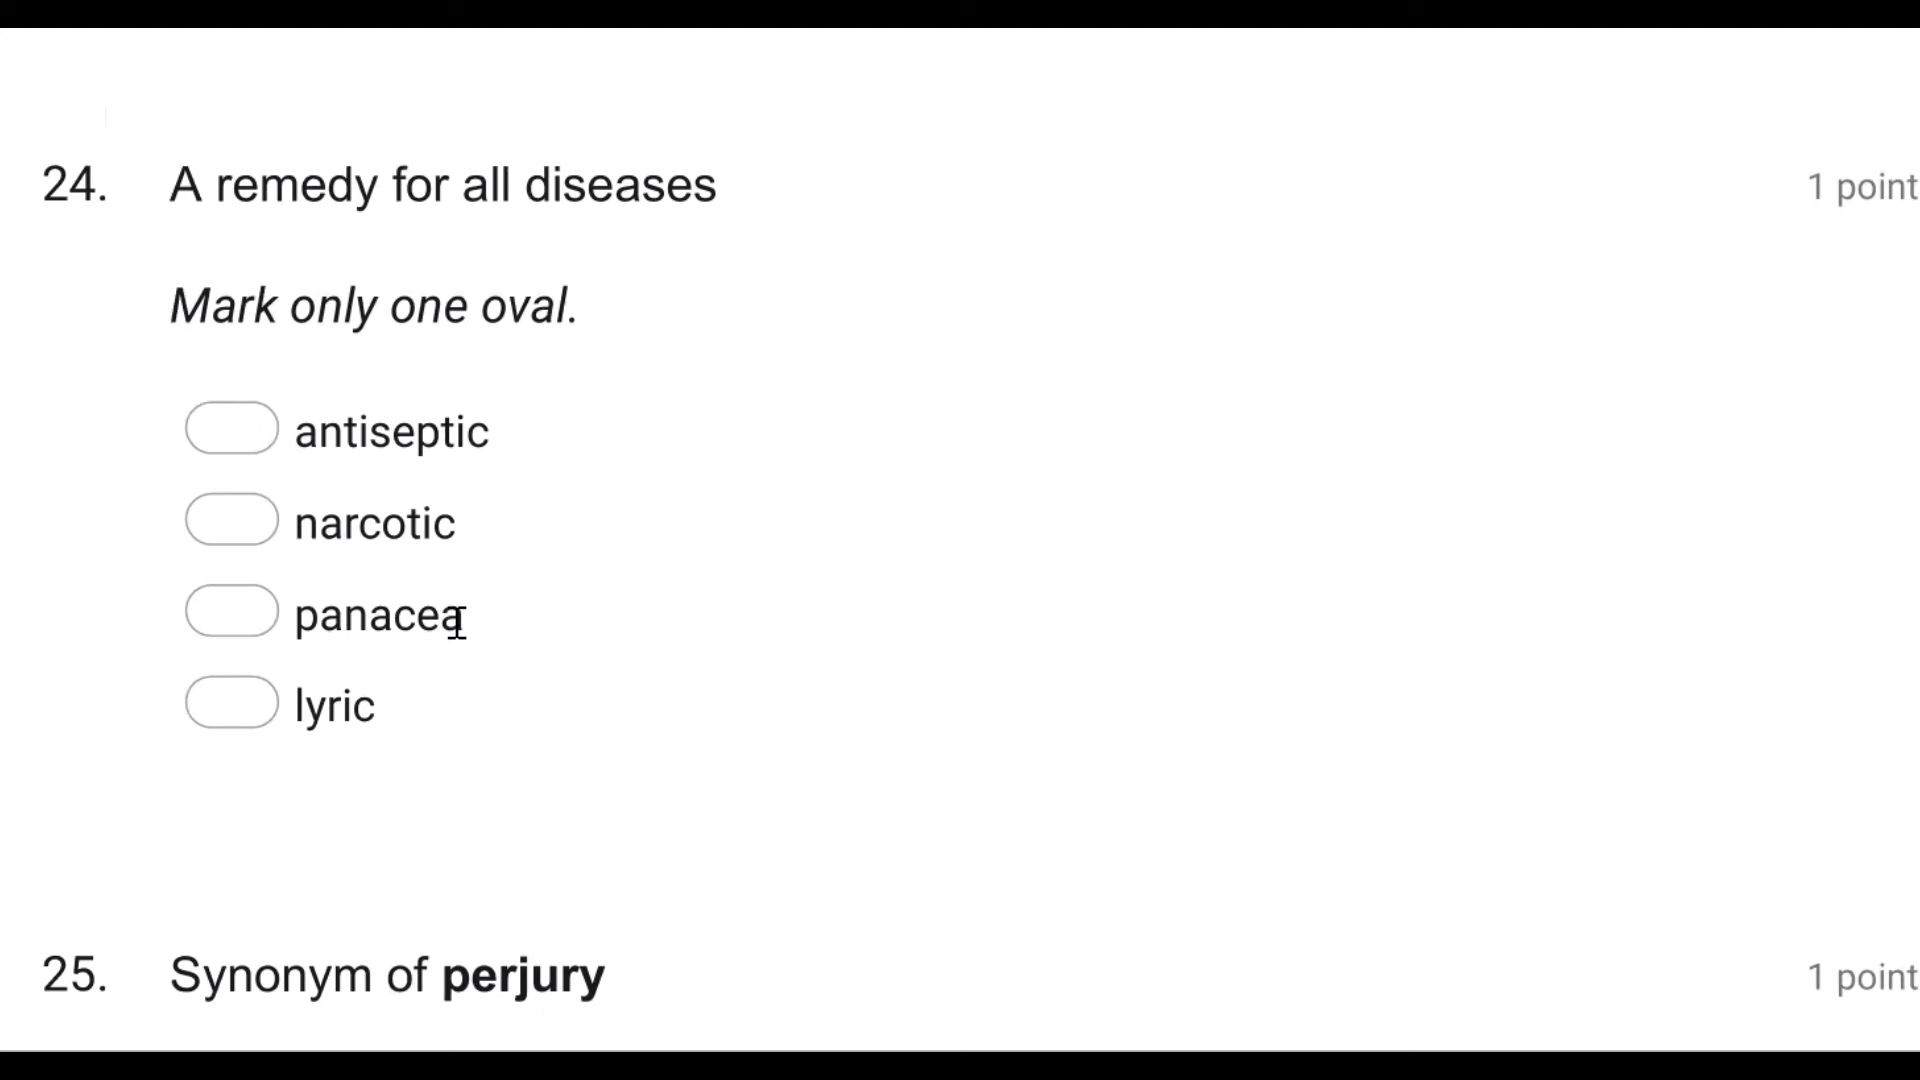 24. A remedy for all diseases 1 point
Mark only one oval.
antiseptic
narcotic
panacea
lyric
25. Synonym of perjury 1 point